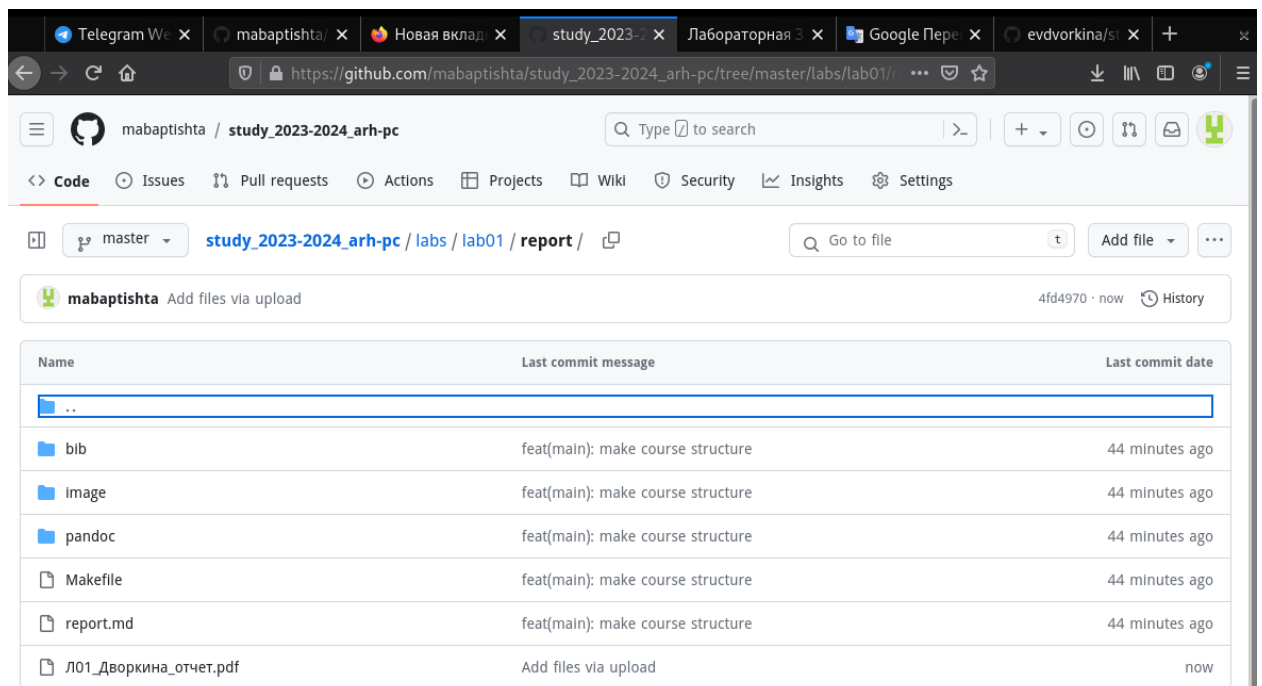 Telegram We mabaptishta/ Новая вклад study_2023-2 Лабораторная 3 Google Пере evdvorkina/st
https://github.com/mabaptishta/study_2023-2024_arh-pc/tree/master/labs/lab01/r
mabaptishta / study_2023-2024_arh-pc Type / to search
Code Issues Pull requests Actions Projects Wiki Security Insights Settings
master study_2023-2024_arh-pc / labs / lab01 / report / Go to file t Add file
mabaptishta Add files via upload 4fd4970 · now History
Name Last commit message Last commit date
..
bib feat(main): make course structure 44 minutes ago
image feat(main): make course structure 44 minutes ago
pandoc feat(main): make course structure 44 minutes ago
Makefile feat(main): make course structure 44 minutes ago
report.md feat(main): make course structure 44 minutes ago
Л01_Дворкина_отчет.pdf Add files via upload now